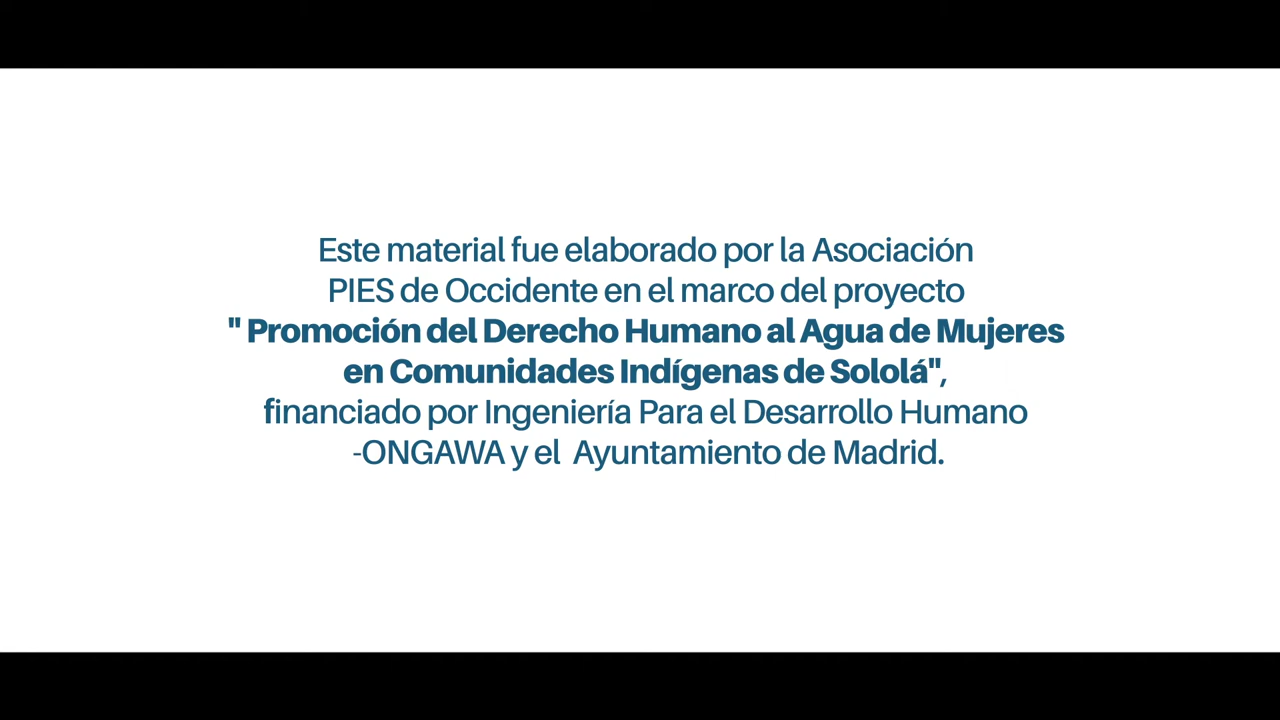 Este material fue elaborado por la Asociación
PIES de Occidente en el marco del proyecto
" Promoción del Derecho Humano al Agua de Mujeres
en Comunidades Indígenas de Sololá",
financiado por Ingeniería Para el Desarrollo Humano
-ONGAWA y el  Ayuntamiento de Madrid.